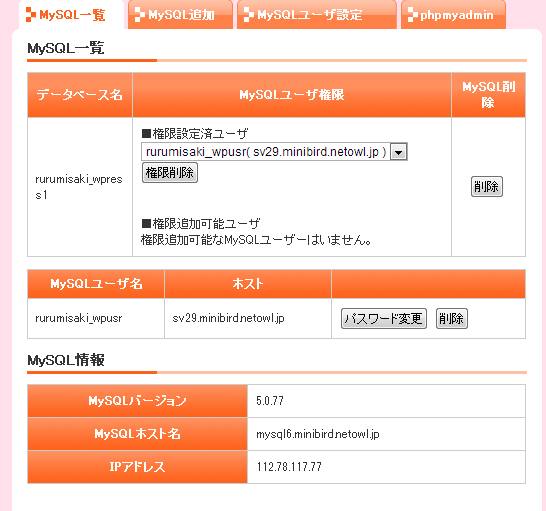 MySQL一覧 MySQL追加 MySQLユーザ設定 phpmyadmin
MySQL一覧
データベース名 MySQLユーザ権限 MySQL削
除
■権限設定済ユーザ
rurumisaki_wpusr( sv29.minibird.netowl.jp )
権限削除
rurumisaki_wpres
s1
削除
■権限追加可能ユーザ
権限追加可能なMySQLユーザーはいません。
MySQLユーザ名 ホスト
rurumisaki_wpusr sv29.minibird.netowl.jp パスワード変更 削除
MySQL情報
MySQLバージョン 5.0.77
MySQLホスト名 mysql6.minibird.netowl.jp
IPアドレス 112.78.117.77